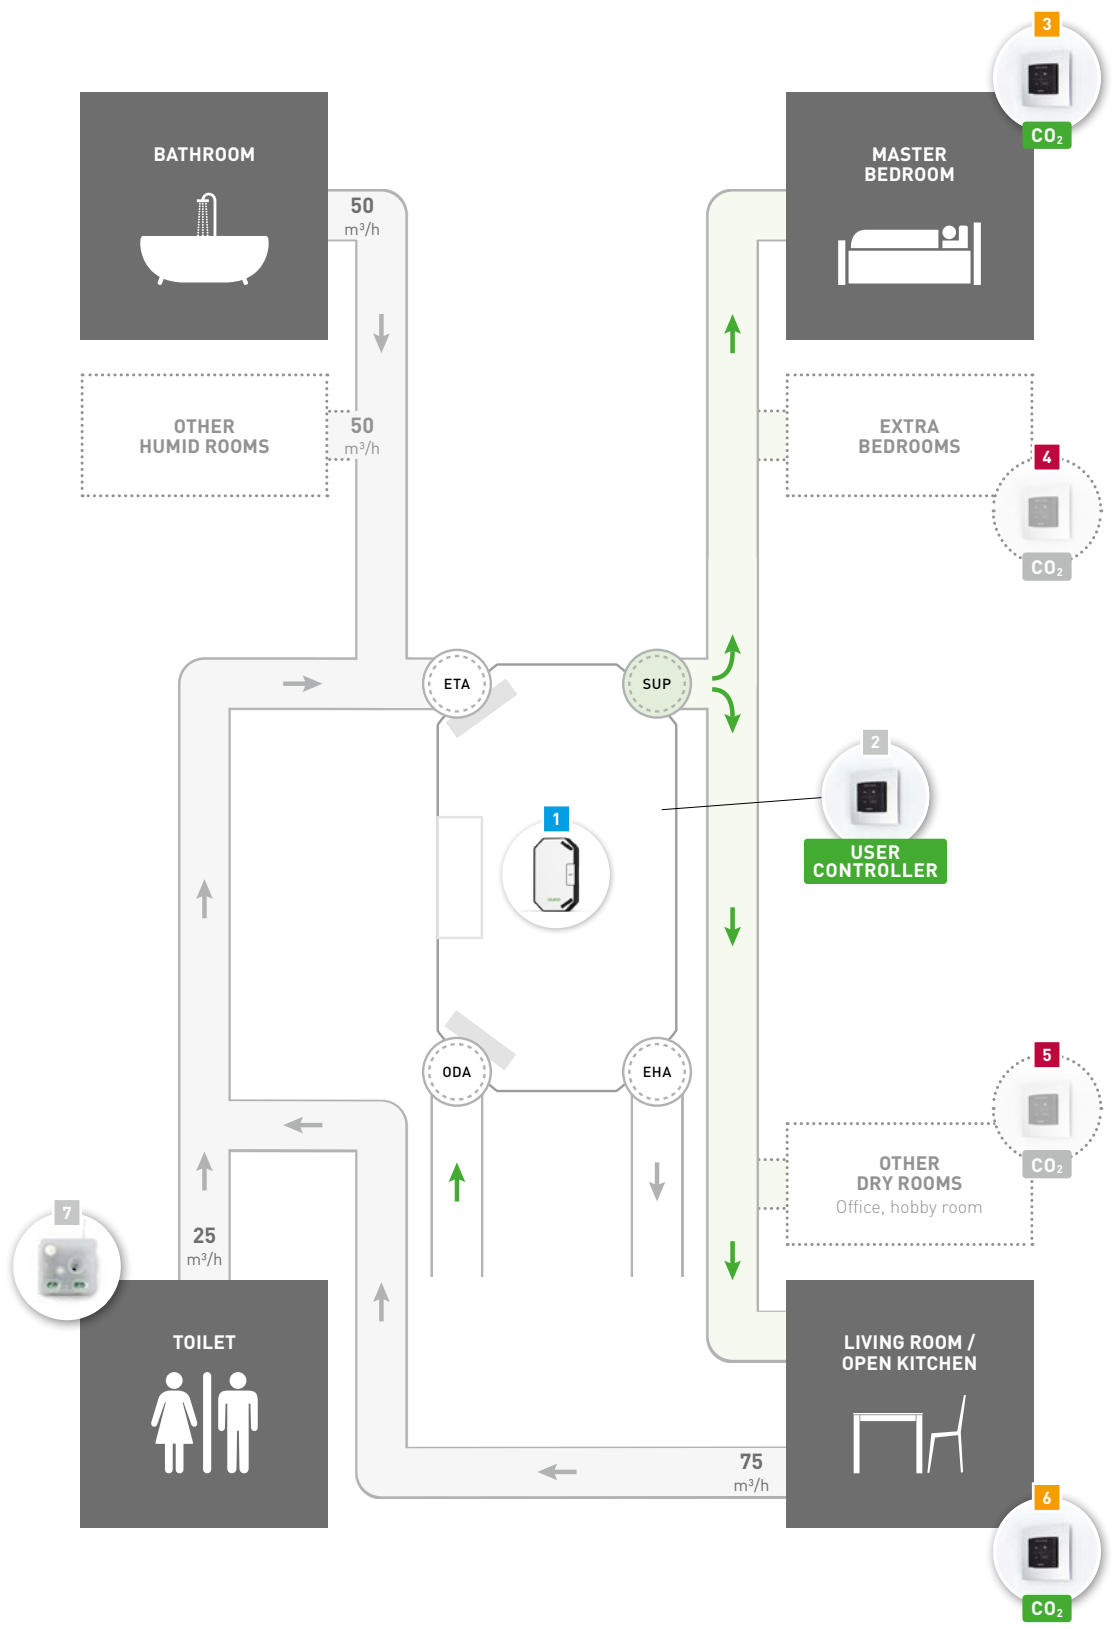 3
CO₂
BATHROOM
MASTER
BEDROOM
50
m³/h
OTHER
HUMID ROOMS
50
m³/h
EXTRA
BEDROOMS
4
CO₂
ETA
SUP
2
USER
CONTROLLER
1
ODA
EHA
5
CO₂
OTHER
DRY ROOMS
Office, hobby room
7
25
m³/h
TOILET
LIVING ROOM /
OPEN KITCHEN
75
m³/h
6
CO₂